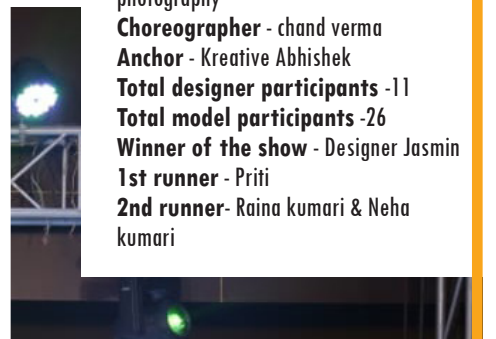 photography
Choreographer - chand verma
Anchor - Kreative Abhishek
Total designer participants -11
Total model participants -26
Winner of the show - Designer Jasmin
1st runner - Priti
2nd runner- Raina kumari & Neha
kumari